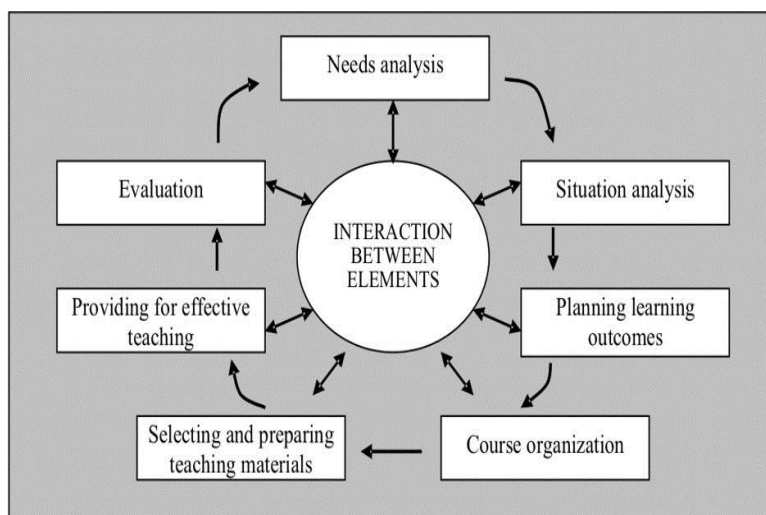 Needs analysis
Evaluation
Situation analysis
INTERACTION
BETWEEN
ELEMENTS
Providing for effective
teaching
Planning learning
outcomes
Selecting and preparing
teaching materials
Course organization